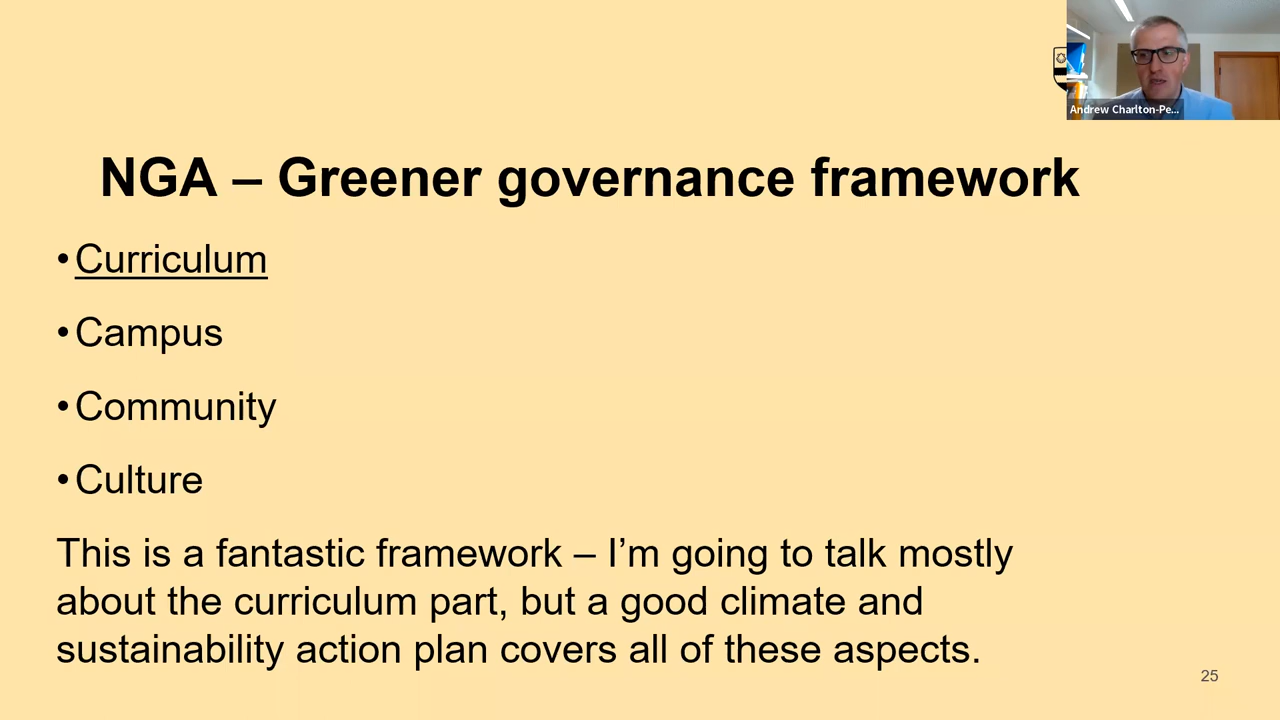 Andrew Charlton-Pe...
NGA – Greener governance framework
•Curriculum
•Campus
•Community
•Culture
This is a fantastic framework – I’m going to talk mostly
about the curriculum part, but a good climate and
sustainability action plan covers all of these aspects.
25